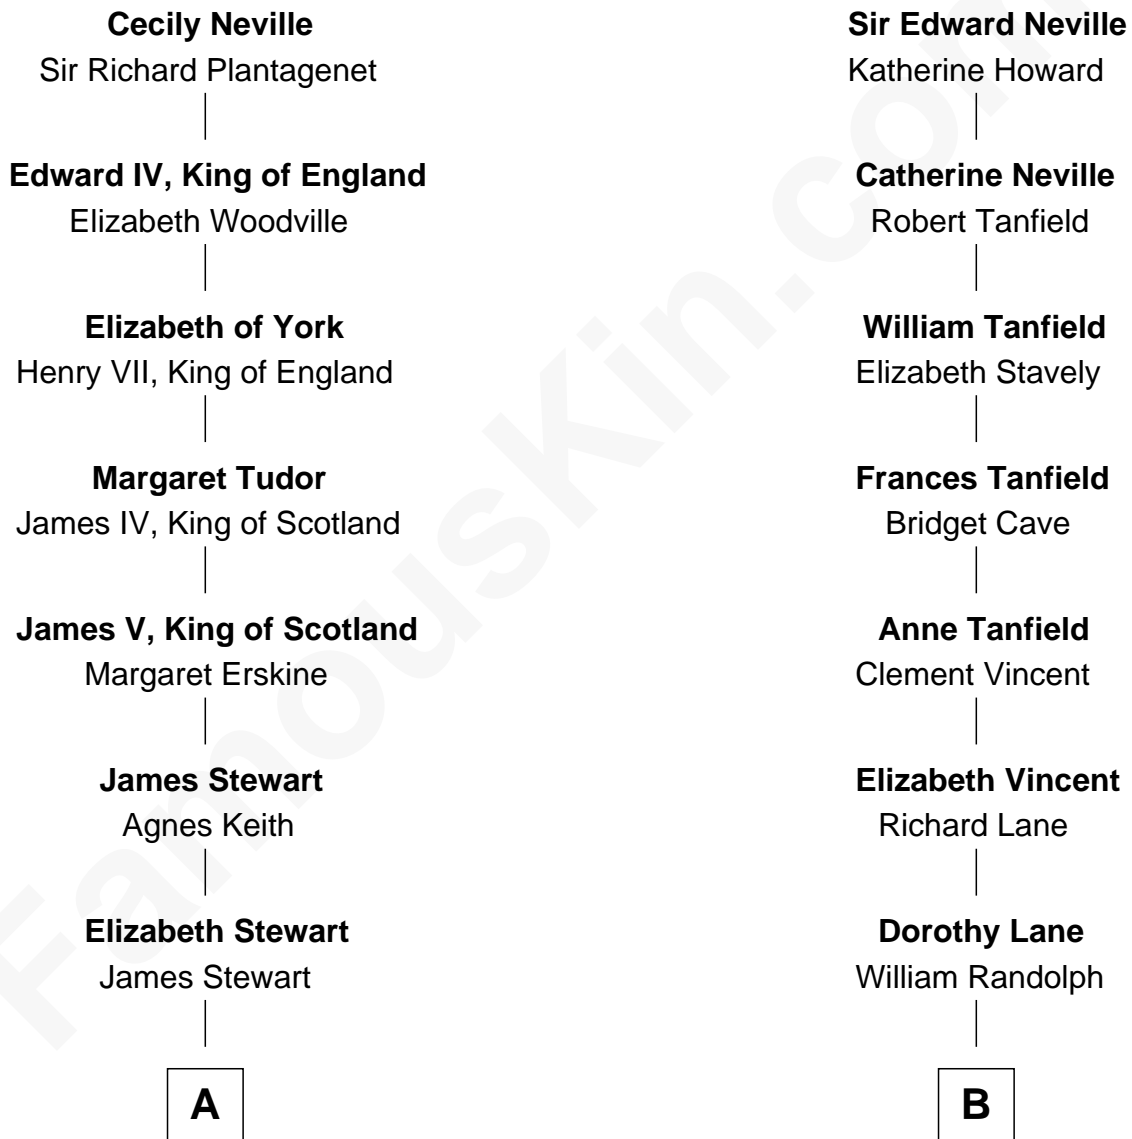 Cecily Neville
Sir Richard Plantagenet
Edward IV, King of England
Elizabeth Woodville
Elizabeth of York
Henry VII, King of England
Margaret Tudor
James IV, King of Scotland
James V, King of Scotland
Margaret Erskine
James Stewart
Agnes Keith
Elizabeth Stewart
James Stewart
A
Sir Edward Neville
Katherine Howard
Catherine Neville
Robert Tanfield
William Tanfield
Elizabeth Stavely
Frances Tanfield
Bridget Cave
Anne Tanfield
Clement Vincent
Elizabeth Vincent
Richard Lane
Dorothy Lane
William Randolph
B
FamousKin.com